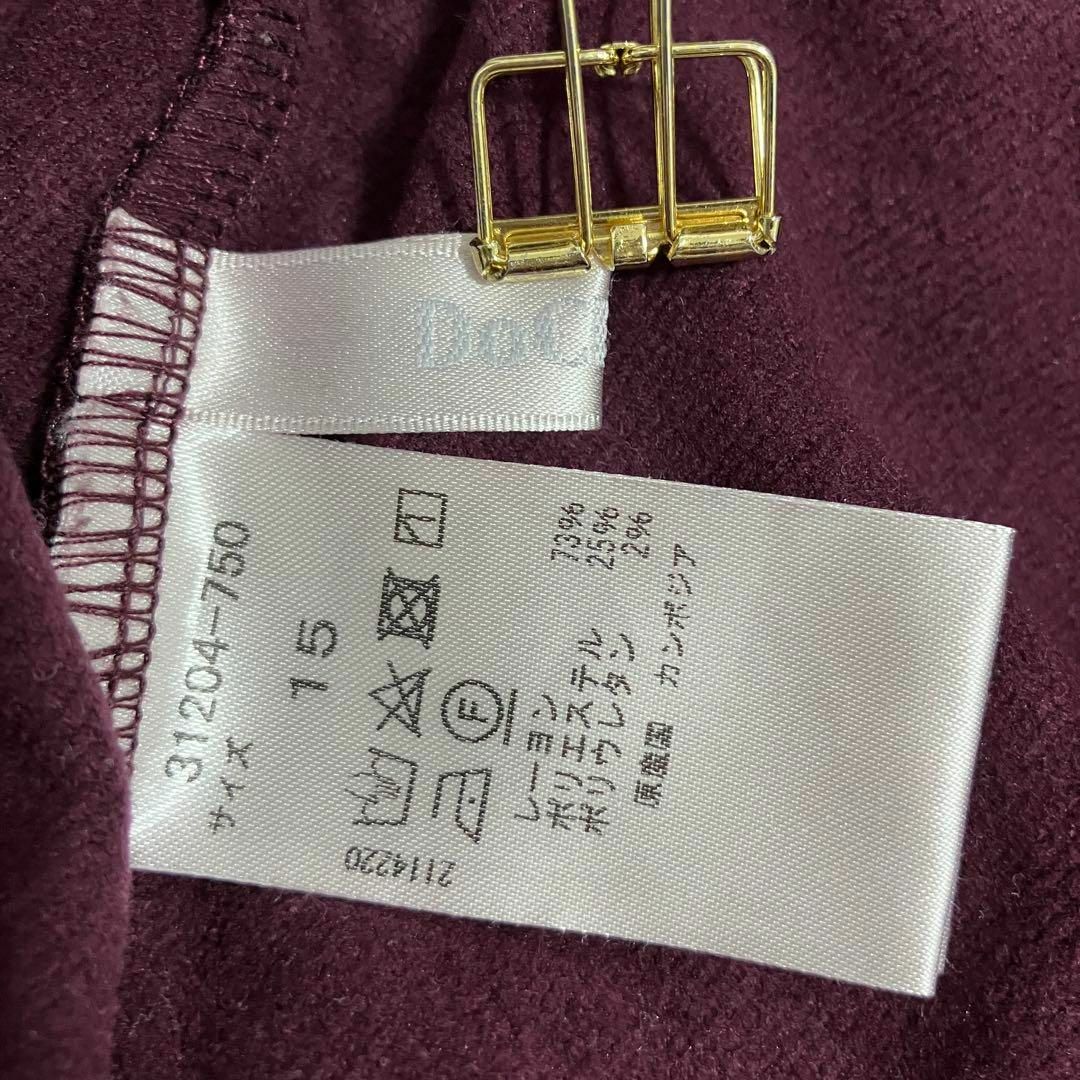 DoC
31204-750
サイズ
15
F
レーヨン 73%
ポリエステル 25%
ポリウレタン 2%
原産国 カンボジア
2114220